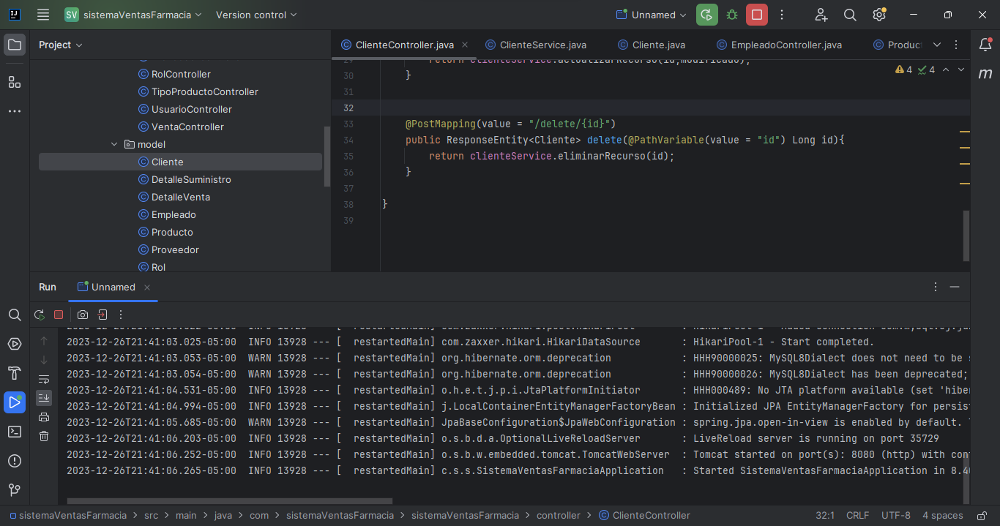 SV sistemaVentasFarmacia Version control Unnamed
Project
ClienteController.java ClienteService.java Cliente.java EmpleadoController.java Produc
RolController
TipoProductoController
UsuarioController
VentaController
model
Cliente
DetalleSuministro
DetalleVenta
Empleado
Producto
Proveedor
Rol
4 4
29 return clienteService.actualizarRecurso(id,modificado);
30 }
31
32
33 @PostMapping(value = "/delete/{id}")
34 public ResponseEntity<Cliente> delete(@PathVariable(value = "id") Long id){
35 return clienteService.eliminarRecurso(id);
36 }
37
38 }
39
m
Run Unnamed
2023-12-26T21:41:03.025-05:00 INFO 13928 --- [ restartedMain] com.zaxxer.hikari.HikariDataSource : HikariPool-1 - Start completed.
2023-12-26T21:41:03.053-05:00 WARN 13928 --- [ restartedMain] org.hibernate.orm.deprecation : HHH90000025: MySQL8Dialect does not need to be
2023-12-26T21:41:03.054-05:00 WARN 13928 --- [ restartedMain] org.hibernate.orm.deprecation : HHH90000026: MySQL8Dialect has been deprecated;
2023-12-26T21:41:04.531-05:00 INFO 13928 --- [ restartedMain] o.h.e.t.j.p.i.JtaPlatformInitiator : HHH000489: No JTA platform available (set 'hiber
2023-12-26T21:41:04.994-05:00 INFO 13928 --- [ restartedMain] j.LocalContainerEntityManagerFactoryBean : Initialized JPA EntityManagerFactory for persist
2023-12-26T21:41:05.685-05:00 WARN 13928 --- [ restartedMain] JpaBaseConfiguration$JpaWebConfiguration : spring.jpa.open-in-view is enabled by default.
2023-12-26T21:41:06.203-05:00 INFO 13928 --- [ restartedMain] o.s.b.d.a.OptionalLiveReloadServer : LiveReload server is running on port 35729
2023-12-26T21:41:06.252-05:00 INFO 13928 --- [ restartedMain] o.s.b.w.embedded.tomcat.TomcatWebServer : Tomcat started on port(s): 8080 (http) with con
2023-12-26T21:41:06.265-05:00 INFO 13928 --- [ restartedMain] c.s.s.SistemaVentasFarmaciaApplication : Started SistemaVentasFarmaciaApplication in 8.4
sistemaVentasFarmacia > src > main > java > com > sistemaVentasFarmacia > sistemaVentasFarmacia > controller > ClienteController 32:1 CRLF UTF-8 4 spaces